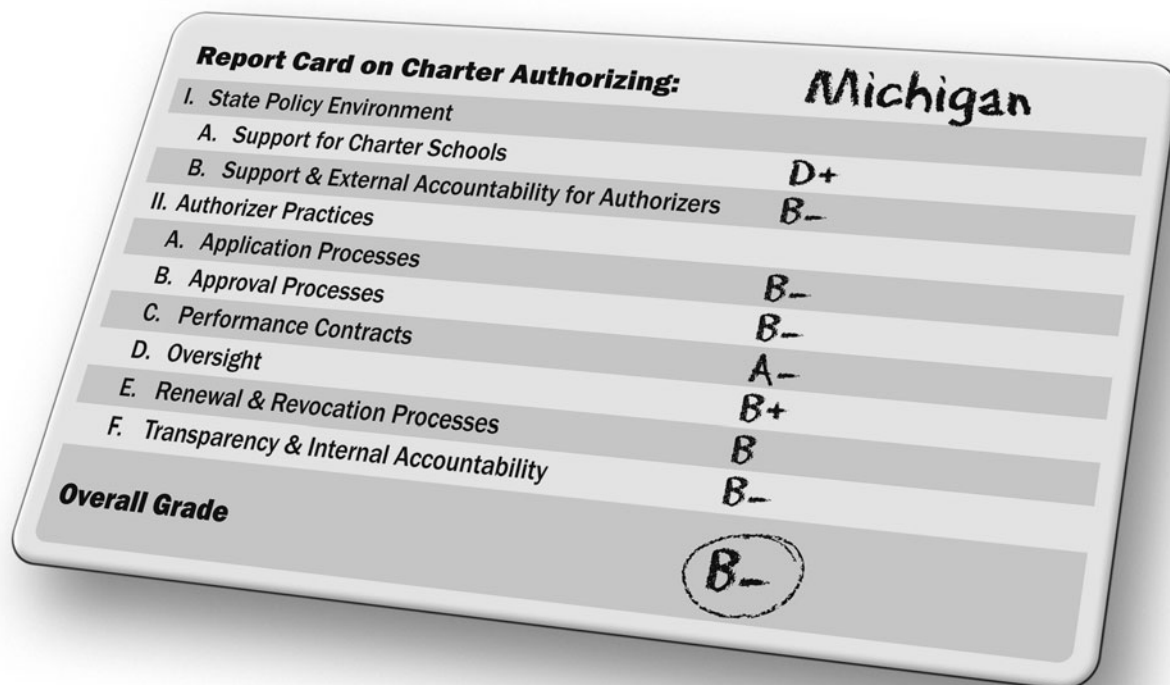 Report Card on Charter Authorizing: Michigan
I. State Policy Environment
A. Support for Charter Schools D+
B. Support & External Accountability for Authorizers B-
II. Authorizer Practices
A. Application Processes B-
B. Approval Processes B-
C. Performance Contracts A-
D. Oversight B+
E. Renewal & Revocation Processes B
F. Transparency & Internal Accountability B-
Overall Grade B-